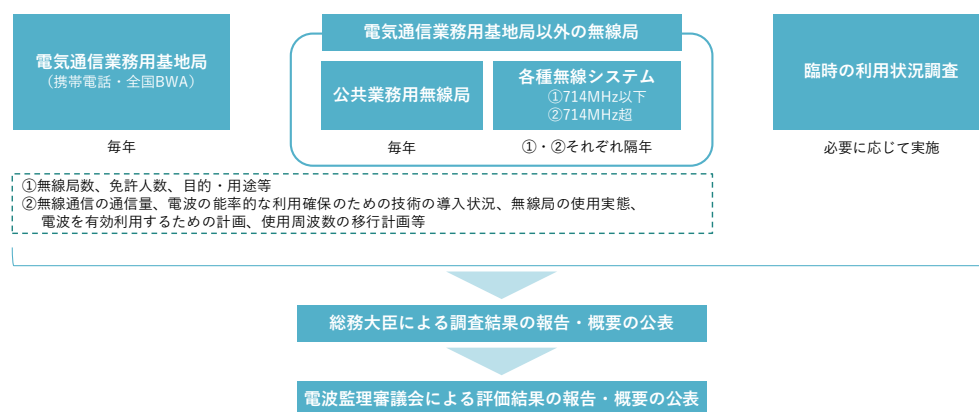 電気通信業務用基地局
（携帯電話・全国BWA）
毎年
電気通信業務用基地局以外の無線局
公共業務用無線局
毎年
各種無線システム
①714MHz以下
②714MHz超
①・②それぞれ隔年
臨時の利用状況調査
必要に応じて実施
①無線局数、免許人数、目的・用途等
②無線通信の通信量、電波の能率的な利用確保のための技術の導入状況、無線局の使用実態、
電波を有効利用するための計画、使用周波数の移行計画等
総務大臣による調査結果の報告・概要の公表
電波監理審議会による評価結果の報告・概要の公表